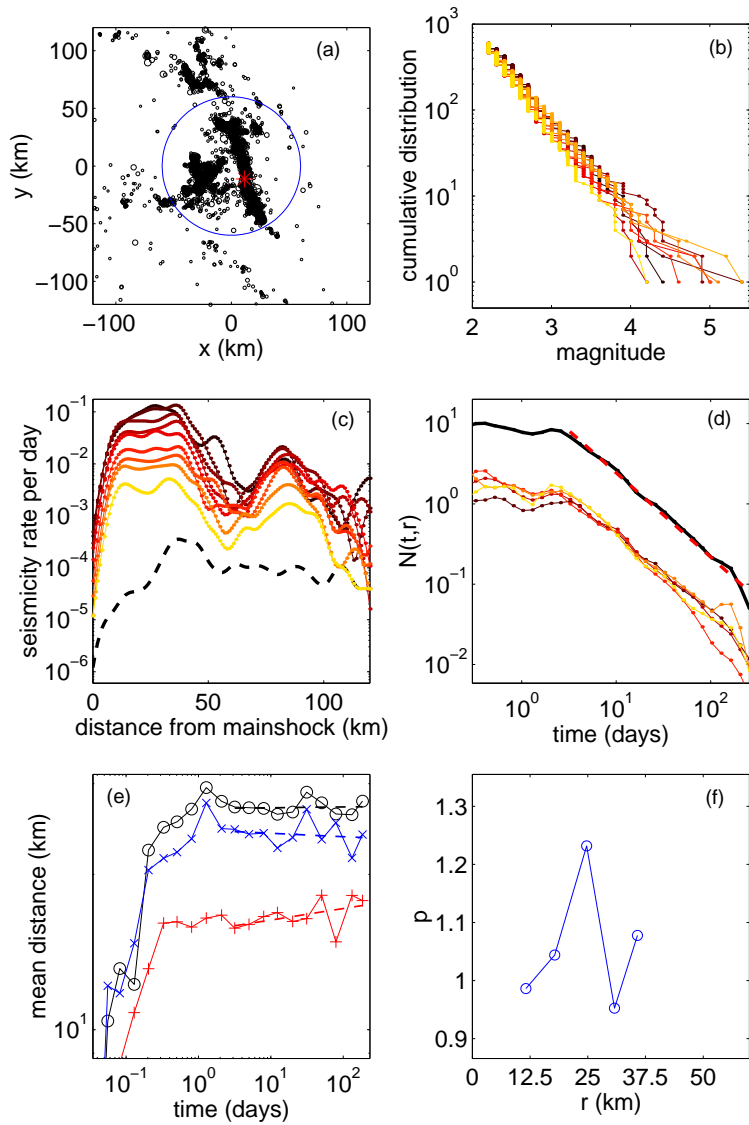 (a)
100
50
0
−50
−100
−100
0
100
y (km)
x (km)
(b)
10^3
10^2
10^1
10^0
2
3
4
5
cumulative distribution
magnitude
(c)
10^-1
10^-2
10^-3
10^-4
10^-5
10^-6
0
50
100
seismicity rate per day
distance from mainshock (km)
(d)
10^1
10^0
10^-1
10^-2
10^0
10^1
10^2
N(t,r)
time (days)
(e)
10^1
10^-1
10^0
10^1
10^2
mean distance (km)
time (days)
(f)
1.3
1.2
1.1
1
0.9
0
12.5
25
37.5
50
p
r (km)